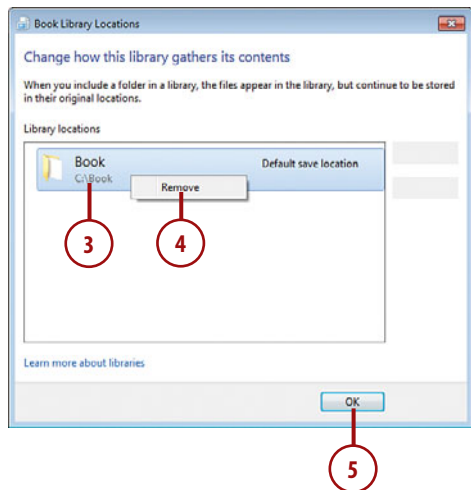 Book Library Locations
Change how this library gathers its contents
When you include a folder in a library, the files appear in the library, but continue to be stored
in their original locations.
Library locations
Book
Default save location
C:\Book
Remove
3
4
Learn more about libraries
OK
5